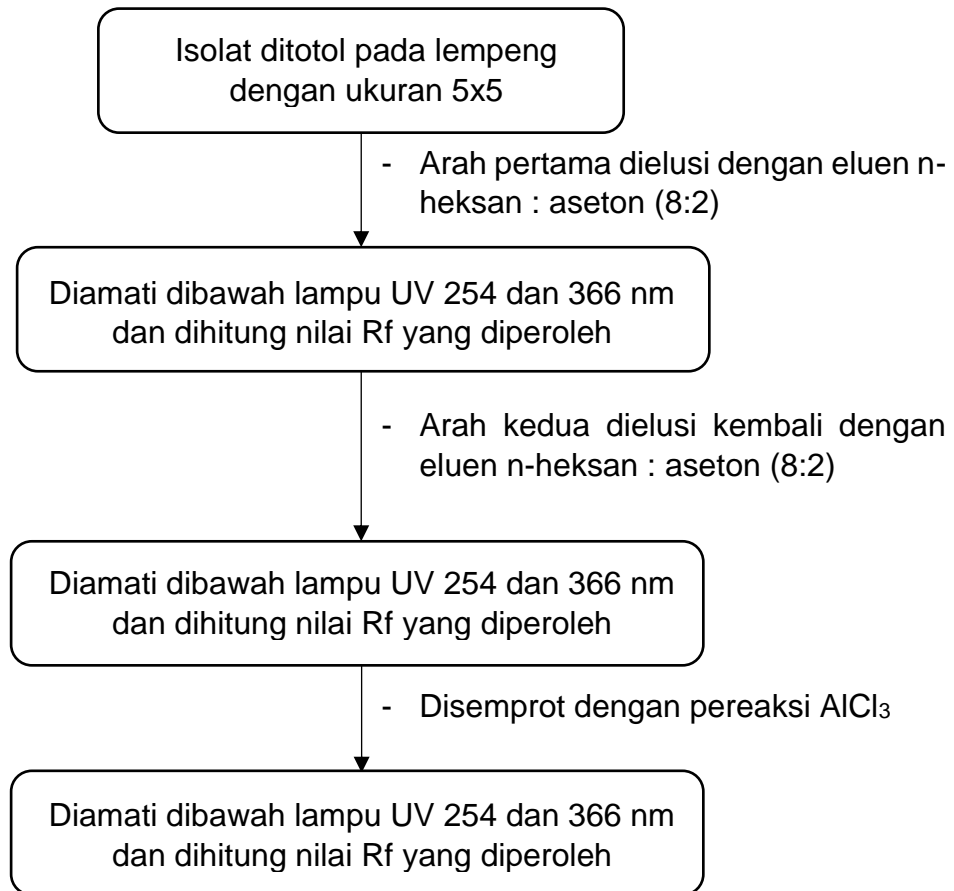 Isolat ditotol pada lempeng
dengan ukuran 5x5
- Arah pertama dielusi dengan eluen n-
heksan : aseton (8:2)
Diamati dibawah lampu UV 254 dan 366 nm
dan dihitung nilai Rf yang diperoleh
- Arah kedua dielusi kembali dengan
eluen n-heksan : aseton (8:2)
Diamati dibawah lampu UV 254 dan 366 nm
dan dihitung nilai Rf yang diperoleh
- Disemprot dengan pereaksi AlCl₃
Diamati dibawah lampu UV 254 dan 366 nm
dan dihitung nilai Rf yang diperoleh